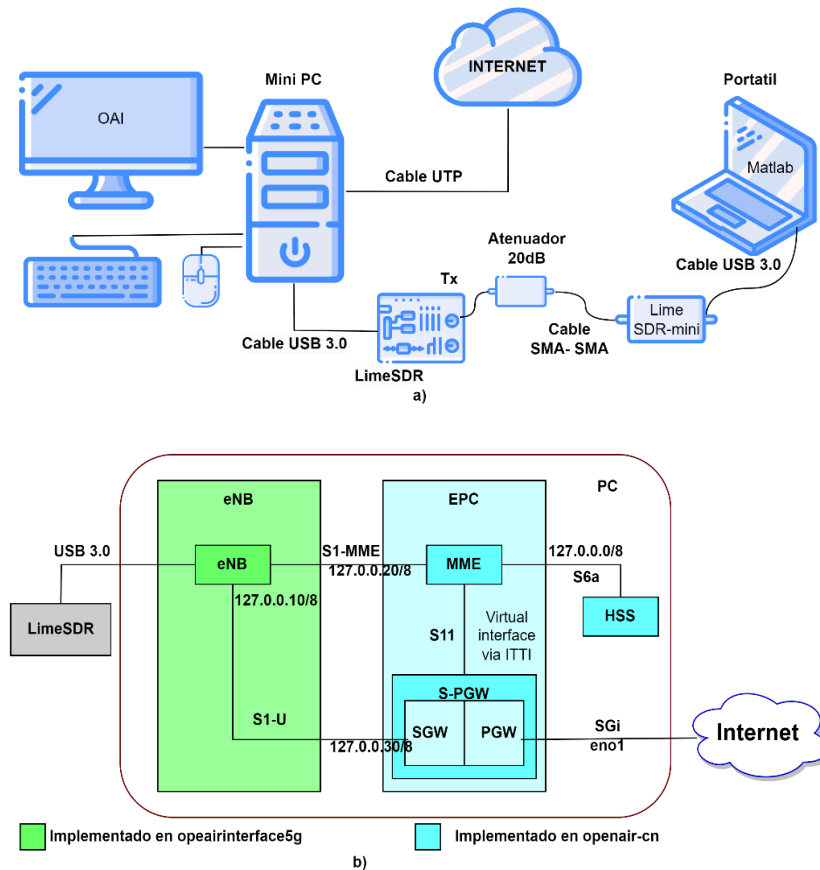 Mini PC
INTERNET
Portatil
OAI
Matlab
Cable UTP
Atenuador
20dB
Cable USB 3.0
Tx
Lime
SDR-mini
Cable USB 3.0
Cable
SMA- SMA
LimeSDR
a)
eNB
EPC
PC
USB 3.0
S1-MME
127.0.0.0/8
eNB
MME
127.0.0.20/8
S6a
127.0.0.10/8
HSS
LimeSDR
S11
Virtual
interface
via ITTI
S-PGW
S1-U
SGW
PGW
SGi
Internet
127.0.0.30/8
eno1
Implementado en opeairinterface5g
Implementado en openair-cn
b)